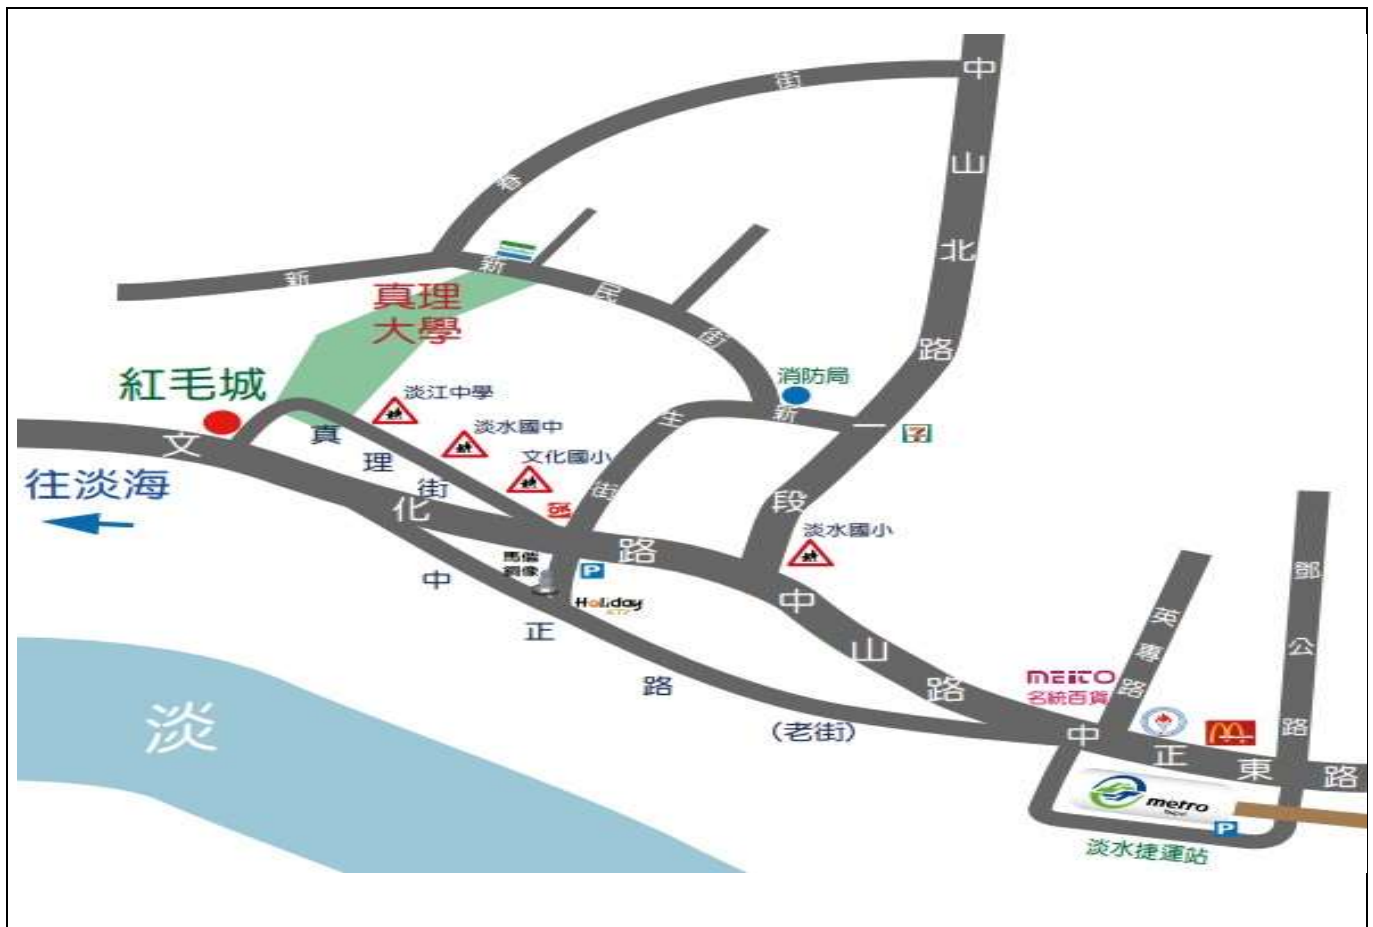 春
街
中
山
北
路
一
段
新
新
民
街
真理
大學
紅毛城
消防局
淡江中學
淡水國中
文化國小
新
生
街
7
真
理
街
文
化
路
往淡海
淡水國小
馬偕
銅像
P
Holiday
KTV
中
正
路
(老街)
中
山
路
MEITO
名統百貨
英
專
路
鄧
公
路
中
正
東
路
metro
P
淡水捷運站
淡